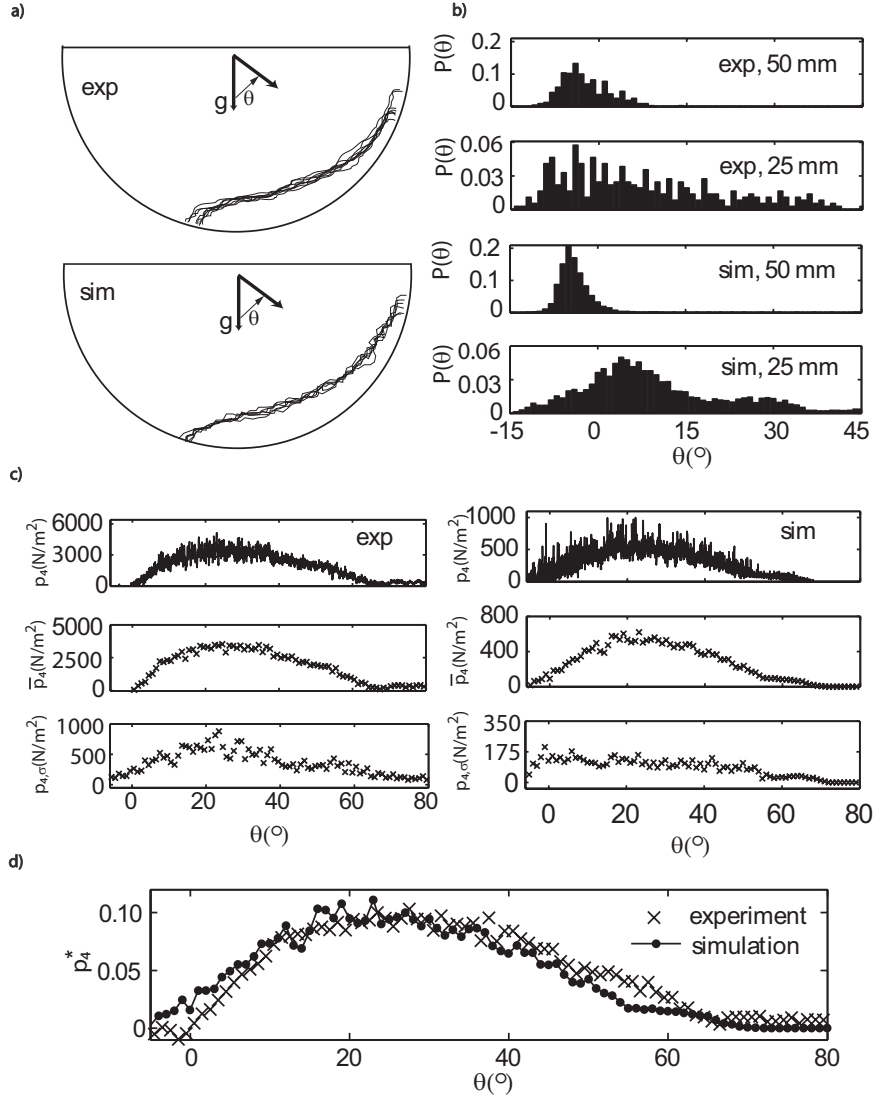 a)
exp
g
θ
sim
g
θ
b)
P(θ)
0.2
0.1
0
exp, 50 mm
P(θ)
0.06
0.03
0
exp, 25 mm
P(θ)
0.2
0.1
0
sim, 50 mm
P(θ)
0.06
0.03
0
sim, 25 mm
-15 0 15 30 45
θ(°)
c)
p₄(N/m²)
6000
3000
0
exp
p̅₄(N/m²)
5000
2500
0
p₄,σ(N/m²)
1000
500
0
0 20 40 60 80
θ(°)
p₄(N/m²)
1000
500
0
sim
p̅₄(N/m²)
800
400
0
p₄,σ(N/m²)
350
175
0
0 20 40 60 80
θ(°)
d)
p₄*
0.10
0.05
0
experiment
simulation
0 20 40 60 80
θ(°)